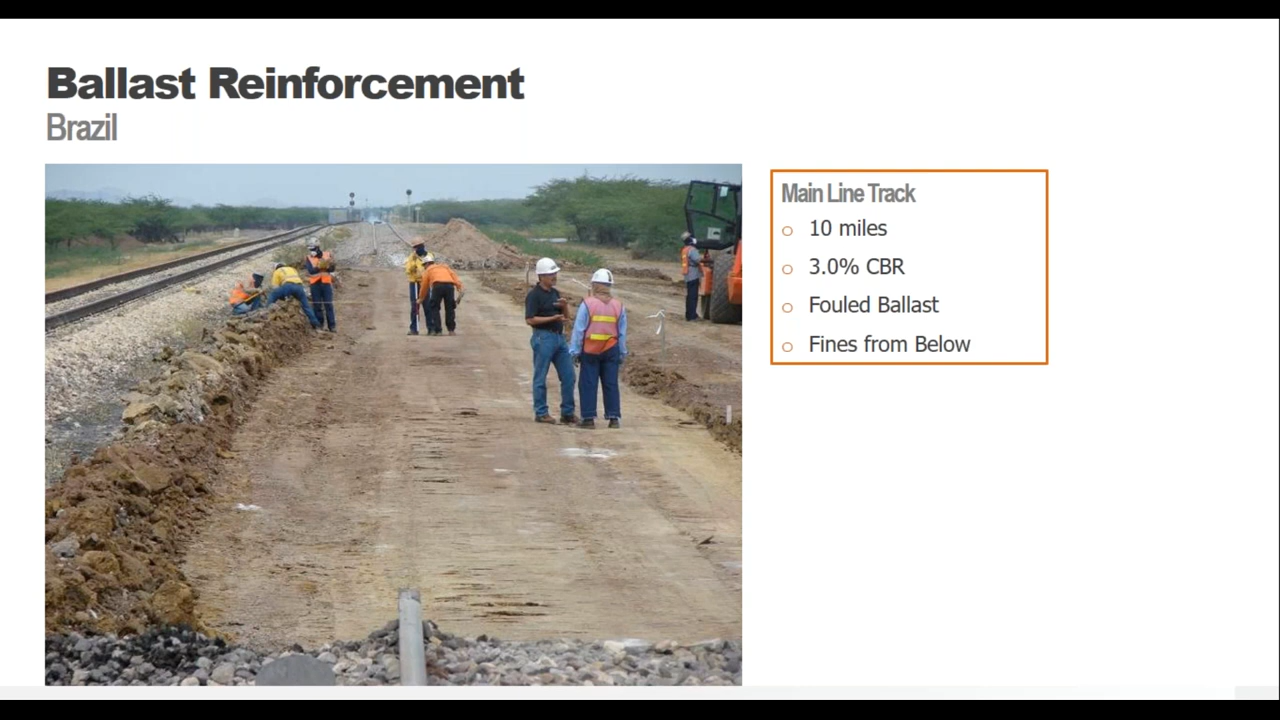 Ballast Reinforcement
Brazil
Main Line Track
10 miles
3.0% CBR
Fouled Ballast
Fines from Below